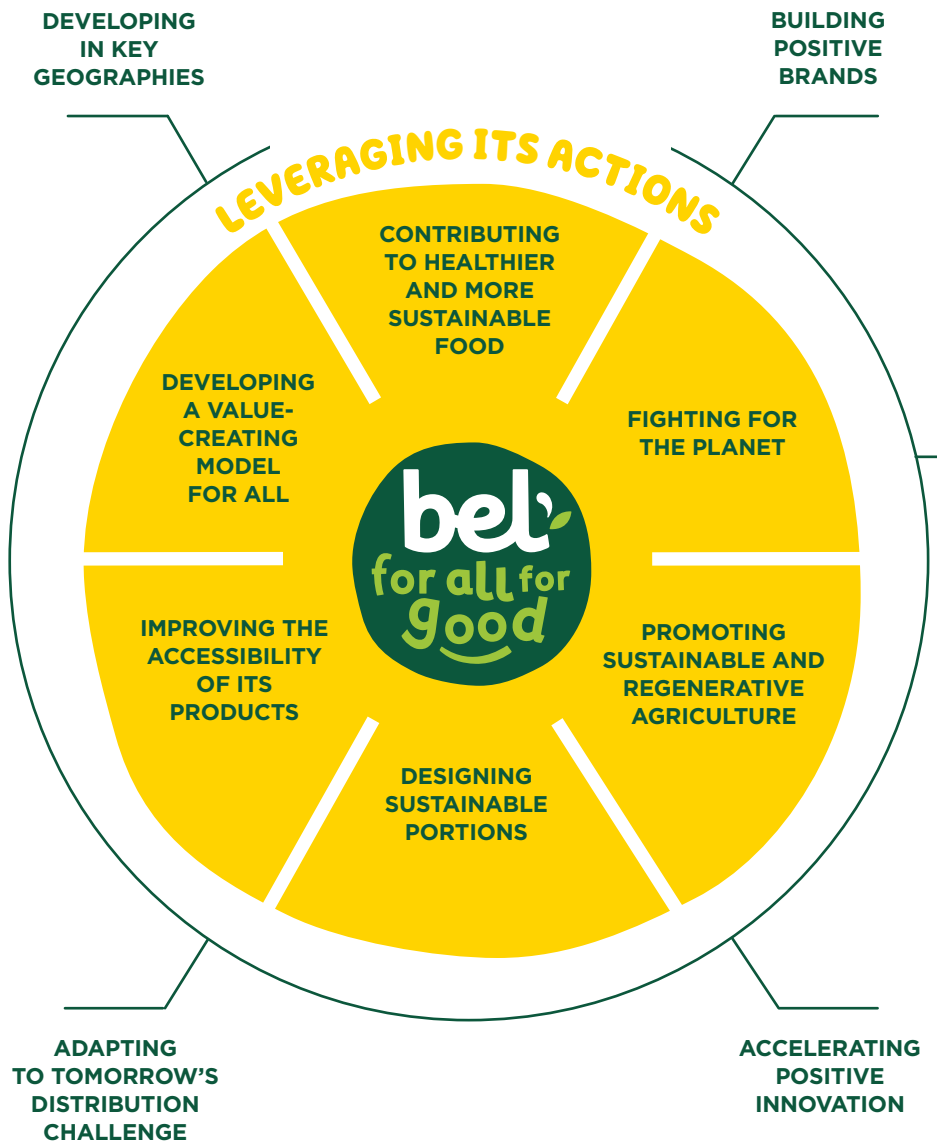 DEVELOPING
IN KEY
GEOGRAPHIES
BUILDING
POSITIVE
BRANDS
LEVERAGING ITS ACTIONS
CONTRIBUTING
TO HEALTHIER
AND MORE
SUSTAINABLE
FOOD
DEVELOPING
A VALUE-
CREATING
MODEL
FOR ALL
FIGHTING FOR
THE PLANET
bel
for all for
good
IMPROVING THE
ACCESSIBILITY
OF ITS
PRODUCTS
PROMOTING
SUSTAINABLE AND
REGENERATIVE
AGRICULTURE
DESIGNING
SUSTAINABLE
PORTIONS
ADAPTING
TO TOMORROW'S
DISTRIBUTION
CHALLENGE
ACCELERATING
POSITIVE
INNOVATION